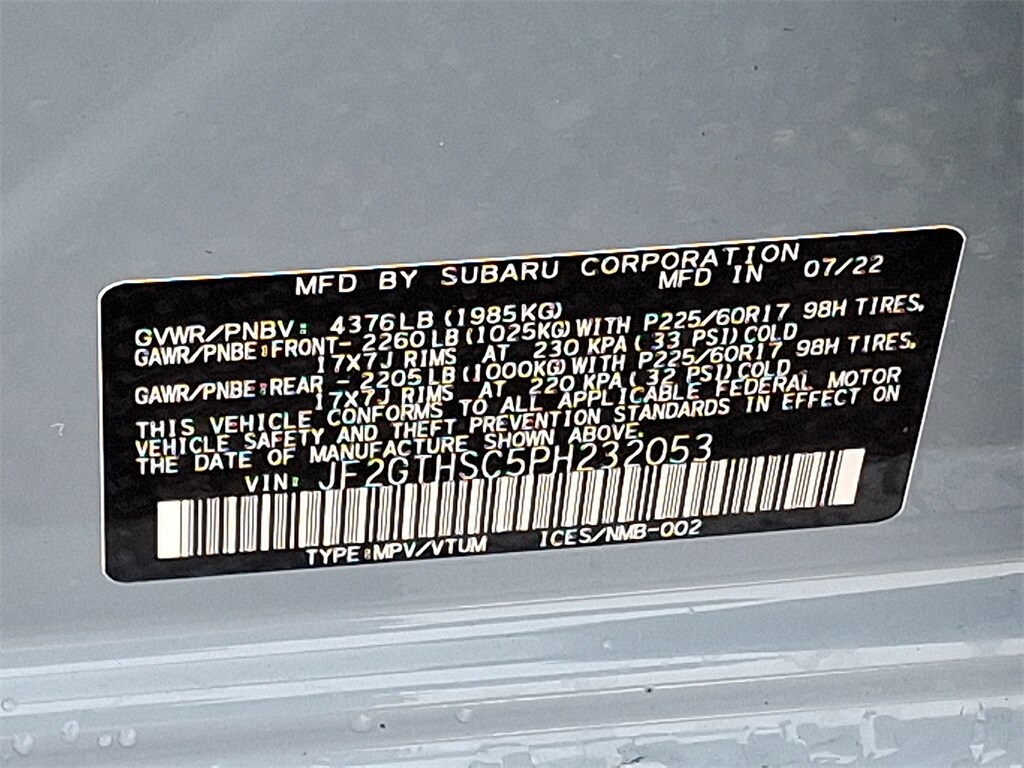 MFD BY SUBARU CORPORATION
MFD IN 07/22
GVWR/PNBV: 4376LB (1985KG)
GAWR/PNBE:FRONT- 2260LB (1025KG) WITH P225/60R17 98H TIRES,
17X7J RIMS AT 230 KPA( 33 PSI) COLD
GAWR/PNBE:REAR - 2205LB (1000KG) WITH P225/60R17 98H TIRES,
17X7J RIMS AT 220 KPA( 32 PSI) COLD
THIS VEHICLE CONFORMS TO ALL APPLICABLE FEDERAL MOTOR
VEHICLE SAFETY AND THEFT PREVENTION STANDARDS IN EFFECT ON
THE DATE OF MANUFACTURE SHOWN ABOVE.
VIN: JF2GTHSC5PH232053
TYPE:MPV/VTUM ICES/NMB-002